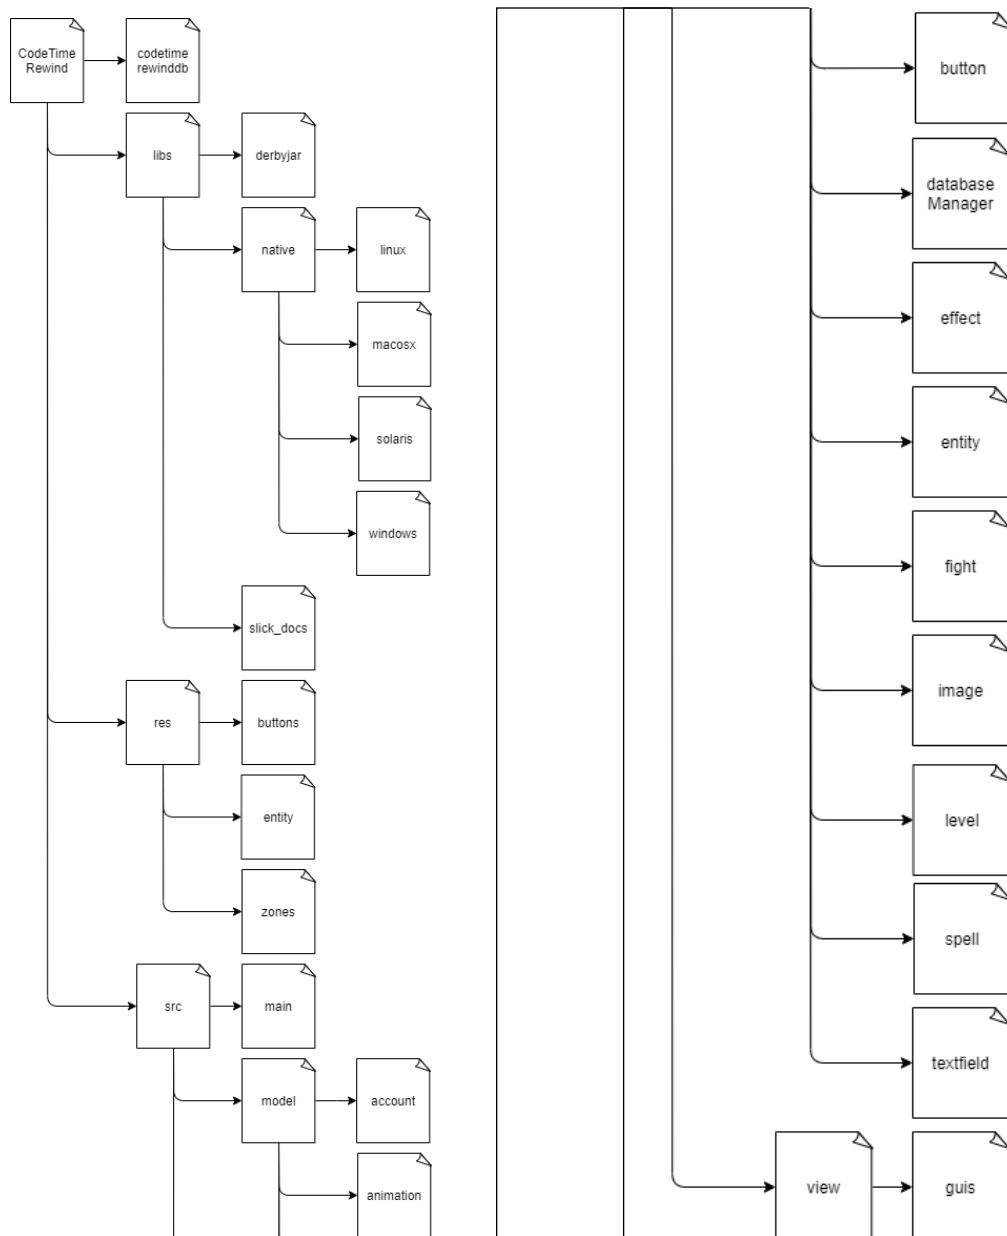 CodeTime
Rewind
codetime
rewinddb
libs
derbyjar
native
linux
macosx
solaris
windows
slick_docs
res
buttons
entity
zones
src
main
model
account
animation
button
database
Manager
effect
entity
fight
image
level
spell
textfield
view
guis